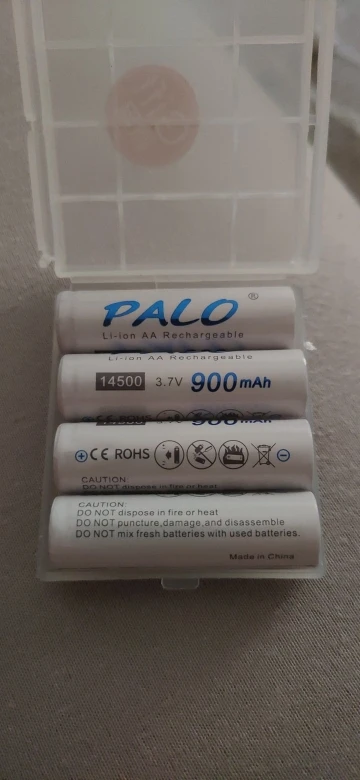 PALO ®
Li-ion AA Rechargeable
Li-ion AA Rechargeable
14500 3.7V 900mAh
900mAh
CE ROHS
CAUTION:
DO NOT dispose in fire or heat.
CAUTION:
DO NOT dispose in fire or heat
DO NOT puncture,damage,and disassemble
DO NOT mix fresh batteries with used batteries.
Made in China